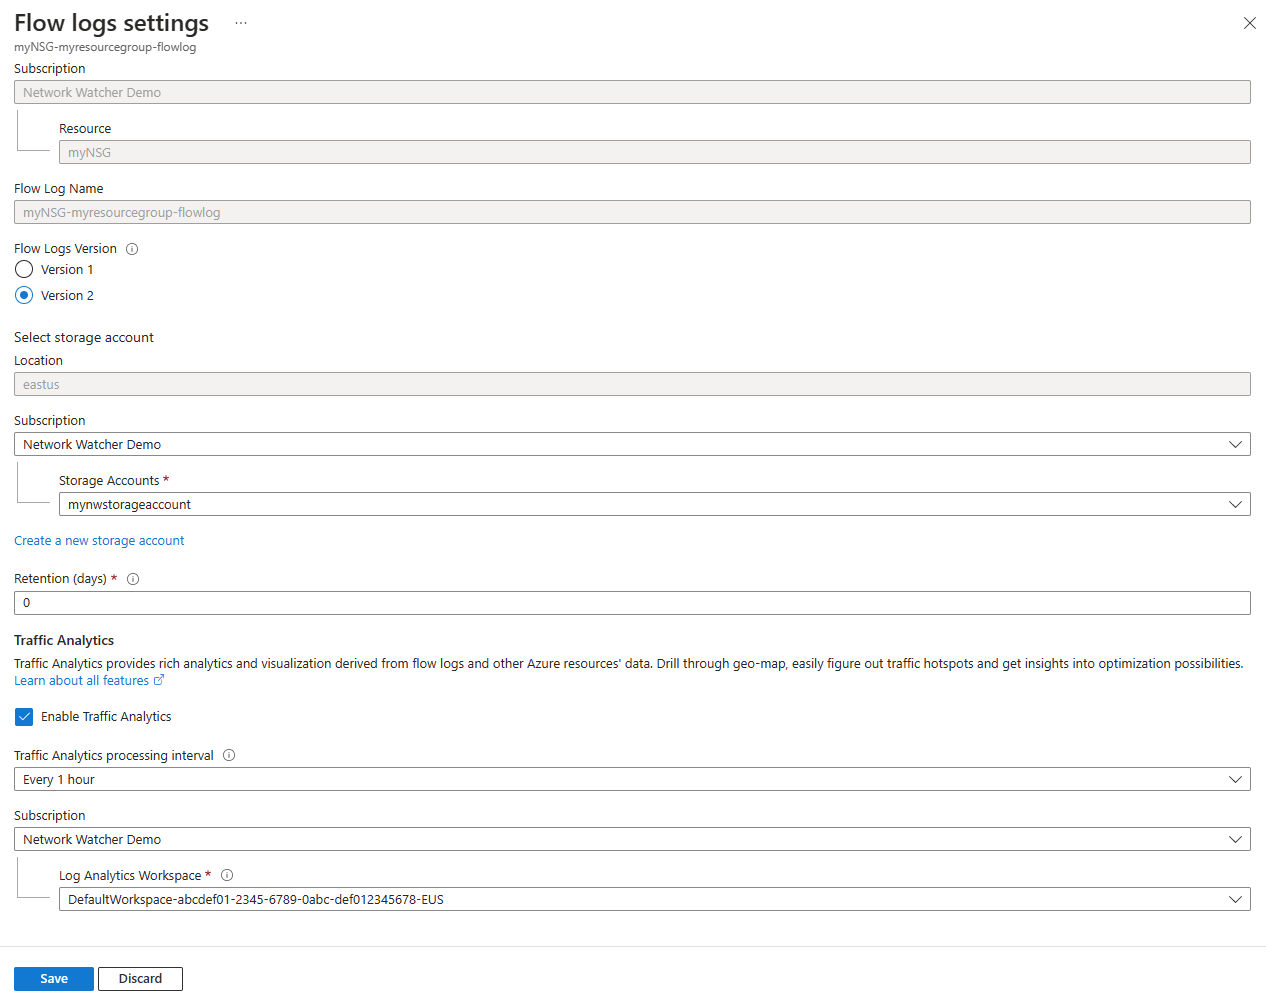 Flow logs settings ...
myNSG-myresourcegroup-flowlog
Subscription
Network Watcher Demo
Resource
myNSG
Flow Log Name
myNSG-myresourcegroup-flowlog
Flow Logs Version
Version 1
Version 2
Select storage account
Location
eastus
Subscription
Network Watcher Demo
Storage Accounts *
mynwstorageaccount
Create a new storage account
Retention (days) *
0
Traffic Analytics
Traffic Analytics provides rich analytics and visualization derived from flow logs and other Azure resources' data. Drill through geo-map, easily figure out traffic hotspots and get insights into optimization possibilities.
Learn about all features
Enable Traffic Analytics
Traffic Analytics processing interval
Every 1 hour
Subscription
Network Watcher Demo
Log Analytics Workspace *
DefaultWorkspace-abcdef01-2345-6789-0abc-def012345678-EUS
Save Discard